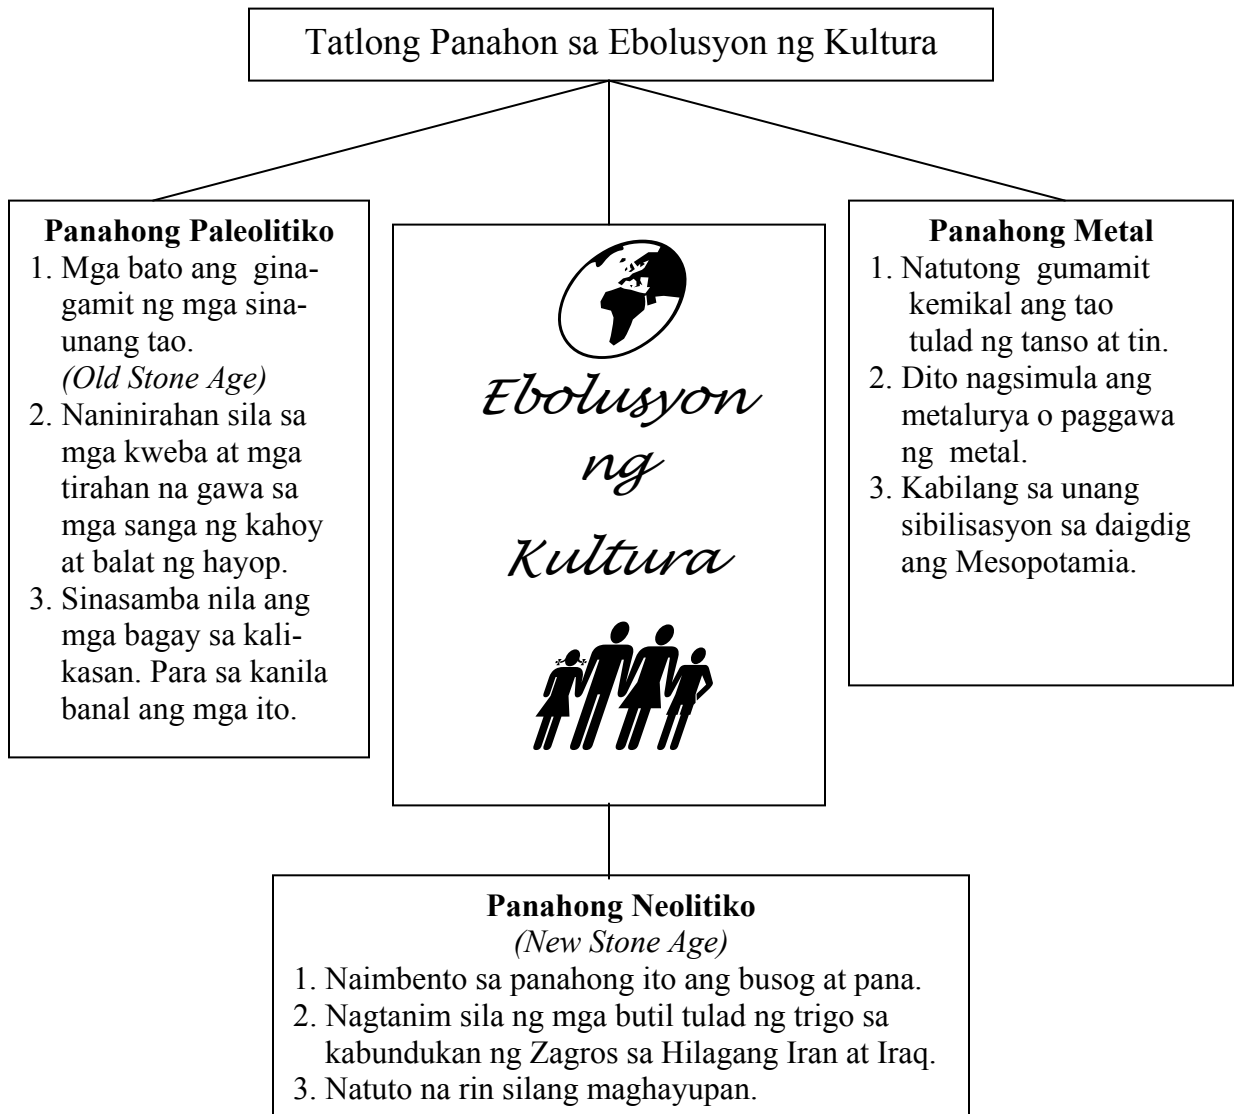 Tatlong Panahon sa Ebolusyon ng Kultura
Panahong Paleolitiko
1. Mga bato ang gina-
gamit ng mga sina-
unang tao.
(Old Stone Age)
2. Naninirahan sila sa
mga kweba at mga
tirahan na gawa sa
mga sanga ng kahoy
at balat ng hayop.
3. Sinasamba nila ang
mga bagay sa kali-
kasan. Para sa kanila
banal ang mga ito.
Ebolusyon
ng
Kultura
Panahong Metal
1. Natutong gumamit
kemikal ang tao
tulad ng tanso at tin.
2. Dito nagsimula ang
metalurya o paggawa
ng metal.
3. Kabilang sa unang
sibilisasyon sa daigdig
ang Mesopotamia.
Panahong Neolitiko
(New Stone Age)
1. Naimbento sa panahong ito ang busog at pana.
2. Nagtanim sila ng mga butil tulad ng trigo sa
kabundukan ng Zagros sa Hilagang Iran at Iraq.
3. Natuto na rin silang maghayupan.